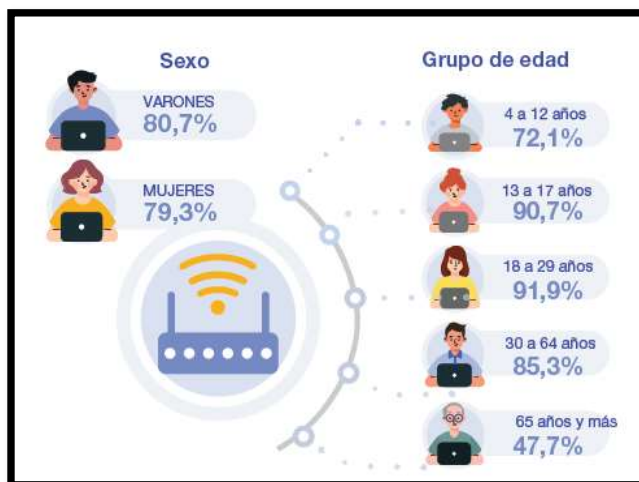 Sexo
VARONES
80,7%
MUJERES
79,3%
Grupo de edad
4 a 12 años
72,1%
13 a 17 años
90,7%
18 a 29 años
91,9%
30 a 64 años
85,3%
65 años y más
47,7%